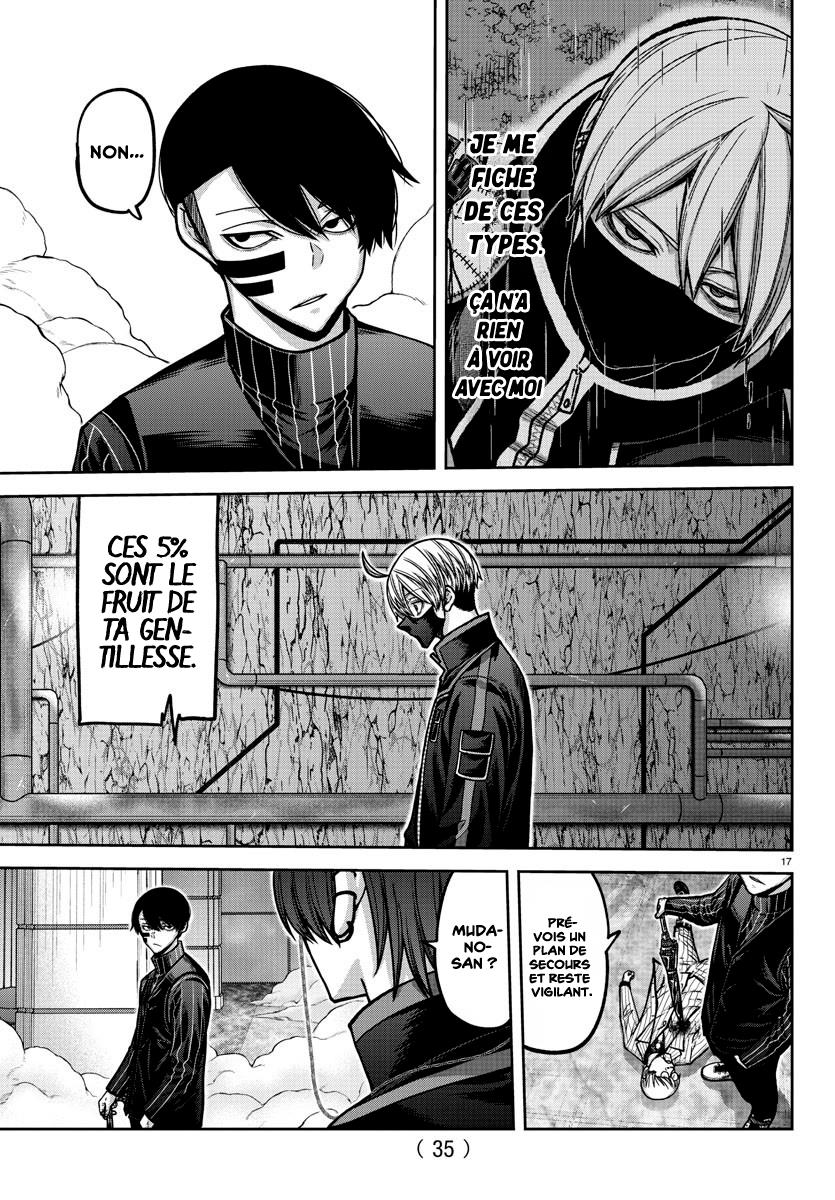 JE ME
FICHE
DE CES
TYPES.
ÇA N'A
RIEN
À VOIR
AVEC MOI
NON...
CES 5%
SONT LE
FRUIT DE
TA GEN-
TILLESSE.
17
PRÉ-
VOIS UN
PLAN DE
SECOURS
ET RESTE
VIGILANT.
MUDA-
NO-
SAN ?
( 35 )